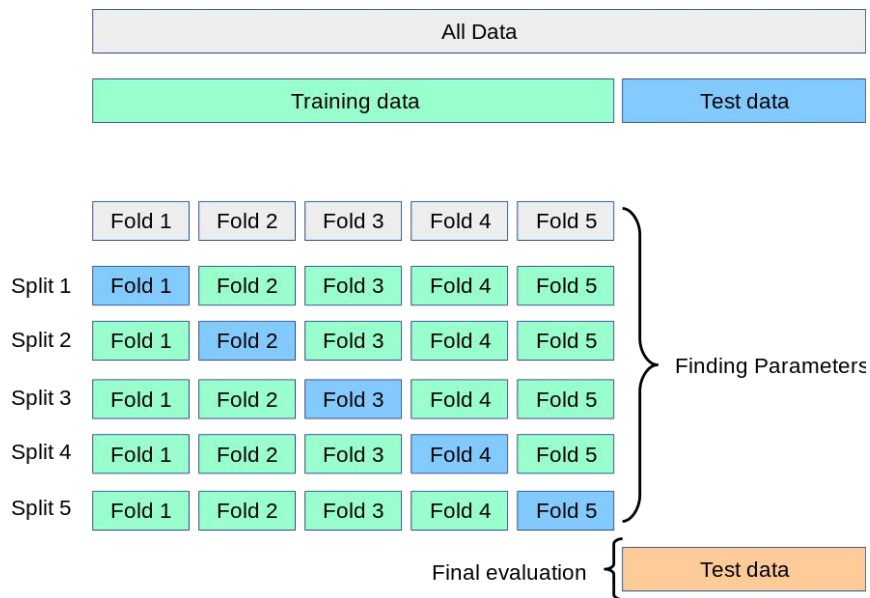 All Data
Training data Test data
Fold 1 Fold 2 Fold 3 Fold 4 Fold 5
Split 1 Fold 1 Fold 2 Fold 3 Fold 4 Fold 5
Split 2 Fold 1 Fold 2 Fold 3 Fold 4 Fold 5
Finding Parameters
Split 3 Fold 1 Fold 2 Fold 3 Fold 4 Fold 5
Split 4 Fold 1 Fold 2 Fold 3 Fold 4 Fold 5
Split 5 Fold 1 Fold 2 Fold 3 Fold 4 Fold 5
Final evaluation Test data